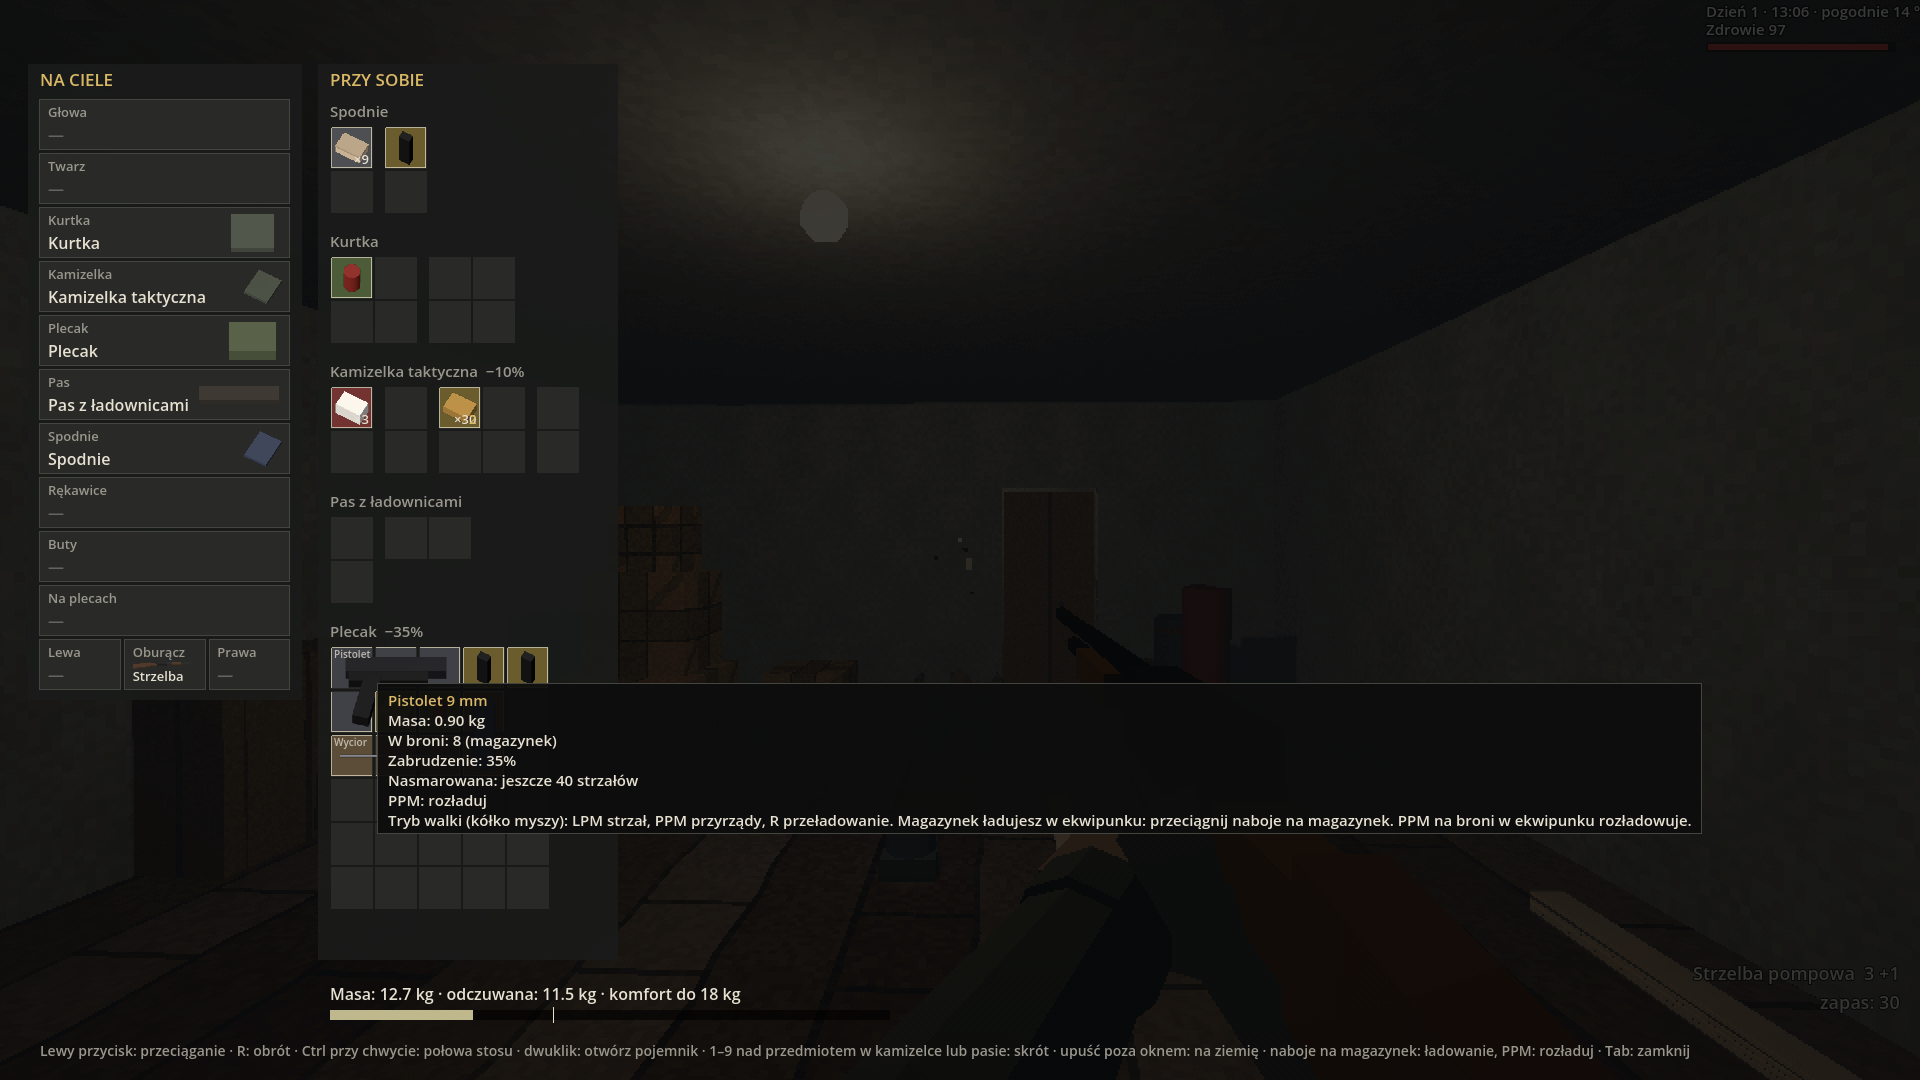 Dzień 1 · 13:06 · pogodnie 14 °
Zdrowie 97
NA CIELE
Głowa
—
Twarz
—
Kurtka
Kurtka
Kamizelka
Kamizelka taktyczna
Plecak
Plecak
Pas
Pas z ładownicami
Spodnie
Spodnie
Rękawice
—
Buty
—
Na plecach
—
Lewa
—
Oburącz
Strzelba
Prawa
—
PRZY SOBIE
Spodnie
×9
Kurtka
Kamizelka taktyczna −10%
3
×30
Pas z ładownicami
Plecak −35%
Pistolet
Wycior
Pistolet 9 mm
Masa: 0.90 kg
W broni: 8 (magazynek)
Zabrudzenie: 35%
Nasmarowana: jeszcze 40 strzałów
PPM: rozładuj
Tryb walki (kółko myszy): LPM strzał, PPM przyrządy, R przeładowanie. Magazynek ładujesz w ekwipunku: przeciągnij naboje na magazynek. PPM na broni w ekwipunku rozładowuje.
Strzelba pompowa 3 +1
zapas: 30
Masa: 12.7 kg · odczuwana: 11.5 kg · komfort do 18 kg
Lewy przycisk: przeciąganie · R: obrót · Ctrl przy chwycie: połowa stosu · dwuklik: otwórz pojemnik · 1–9 nad przedmiotem w kamizelce lub pasie: skrót · upuść poza oknem: na ziemię · naboje na magazynek: ładowanie, PPM: rozładuj · Tab: zamknij